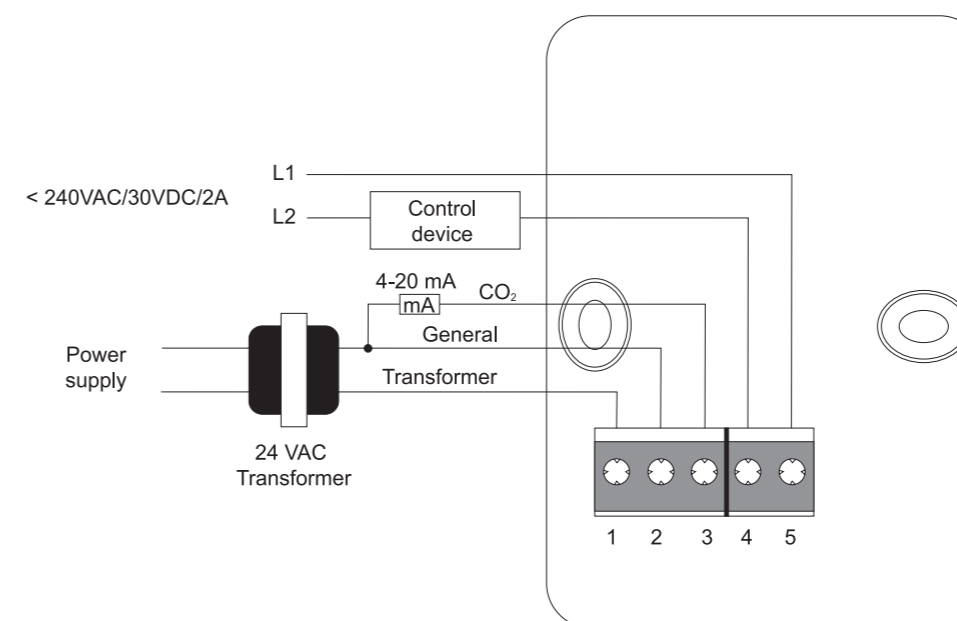 L1
< 240VAC/30VDC/2A
L2
Control
device
4-20 mA
mA
CO₂
General
Power
supply
Transformer
24 VAC
Transformer
1 2 3 4 5